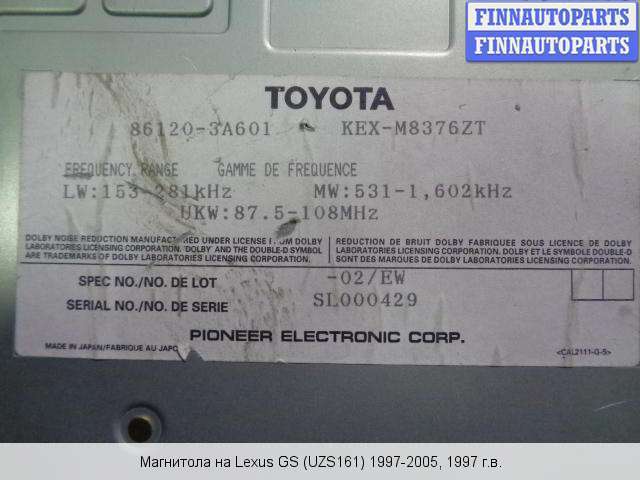 FINNAUTOPARTS
FINNAUTOPARTS
TOYOTA
86120-3A601 KEX-M8376ZT
FREQUENCY RANGE GAMME DE FREQUENCE
LW:153-281kHz MW:531-1,602kHz
UKW:87.5-108MHz
DOLBY NOISE REDUCTION MANUFACTURED UNDER LICENSE FROM DOLBY
LABORATORIES LICENSING CORPORATION. "DOLBY" AND THE DOUBLE-D SYMBOL
ARE TRADEMARKS OF DOLBY LABORATORIES LICENSING CORPORATION.
REDUCTION DE BRUIT DOLBY FABRIQUEE SOUS LICENCE DE DOLBY
LABORATORIES LICENSING CORPORATION. DOLBY ET LE SYMBOLE DOUBLE-D
SONT DES MARQUES DE DOLBY LABORATORIES LICENSING CORPORATION.
SPEC NO./NO. DE LOT -02/EW
SERIAL NO./NO. DE SERIE SL000429
PIONEER ELECTRONIC CORP.
MADE IN JAPAN/FABRIQUE AU JAPO
<CAL2111-G-5>
Магнитола на Lexus GS (UZS161) 1997-2005, 1997 г.в.